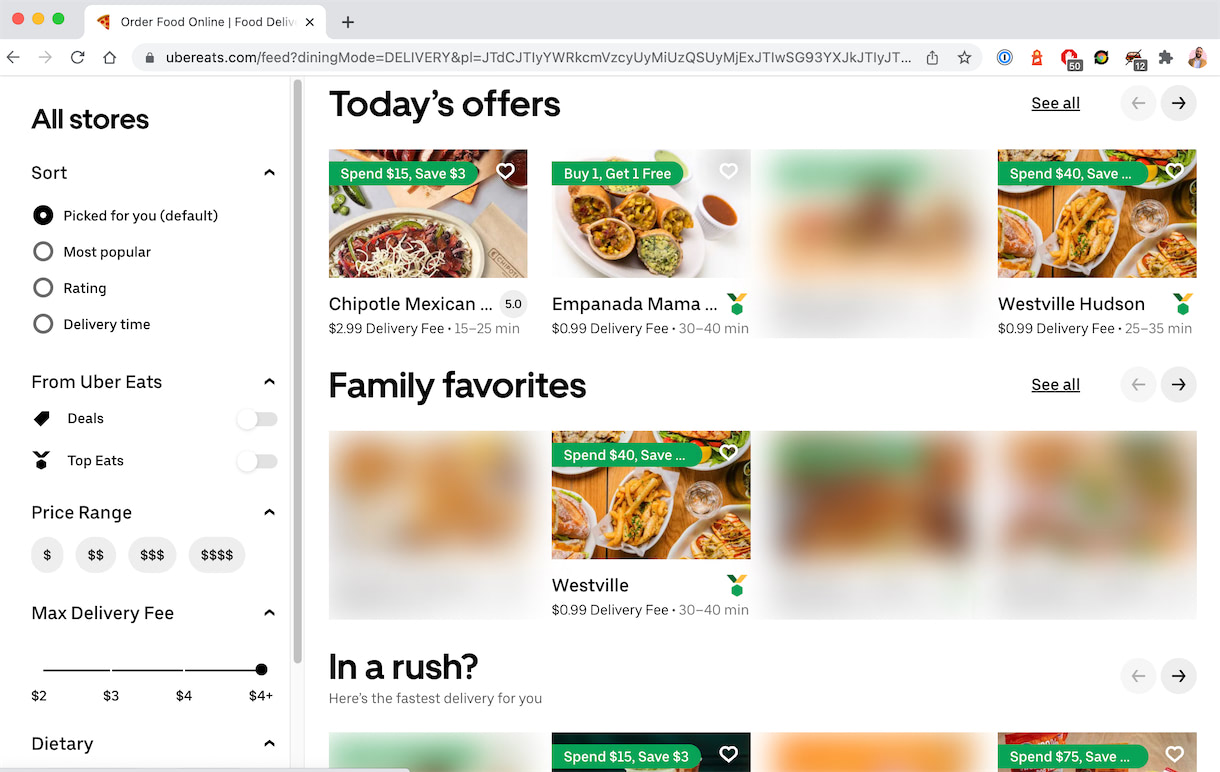 Order Food Online | Food Deliv
ubereats.com/feed?diningMode=DELIVERY&pl=JTdCJTIyYWRkcmVzcyUyMiUzQSUyMjExJTIwSG93YXJkJTIyJT...
50
12
All stores
Sort
Picked for you (default)
Most popular
Rating
Delivery time
From Uber Eats
Deals
Top Eats
Price Range
$ $$ $$$ $$$$
Max Delivery Fee
$2 $3 $4 $4+
Dietary
Today's offers
See all
Spend $15, Save $3
CHIPOTLE
Chipotle Mexican ... 5.0
$2.99 Delivery Fee • 15–25 min
Buy 1, Get 1 Free
Empanada Mama ...
$0.99 Delivery Fee • 30–40 min
Spend $40, Save ...
Westville Hudson
$0.99 Delivery Fee • 25–35 min
Family favorites
See all
Spend $40, Save ...
Westville
$0.99 Delivery Fee • 30–40 min
In a rush?
Here's the fastest delivery for you
Spend $15, Save $3
Spend $75, Save ...